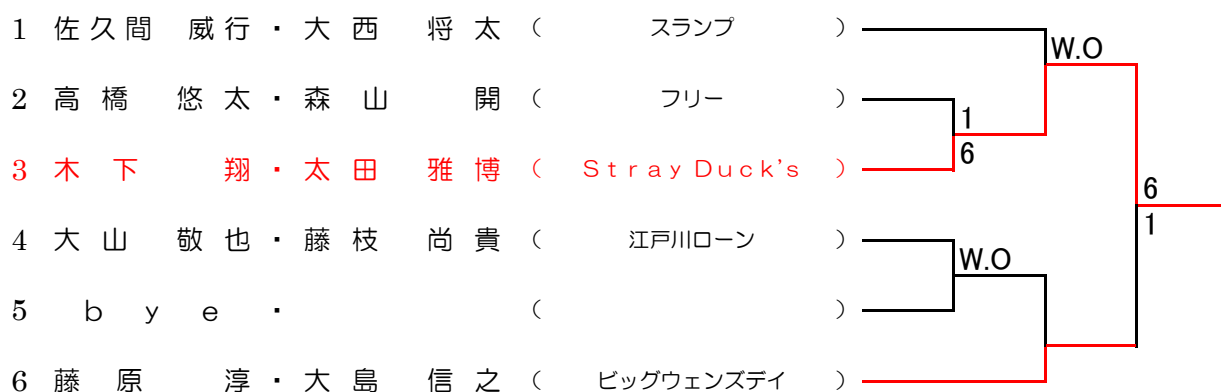 1 佐久間 威行・大西 将太 ( スランプ )
W.O
2 高橋 悠太・森山 開 ( フリー )
1
6
3 木下 翔・太田 雅博 ( Stray Duck's )
6
1
4 大山 敬也・藤枝 尚貴 ( 江戸川ローン )
W.O
5 bye ・ ( )
6 藤原 淳・大島 信之 ( ビッグウェンズデイ )